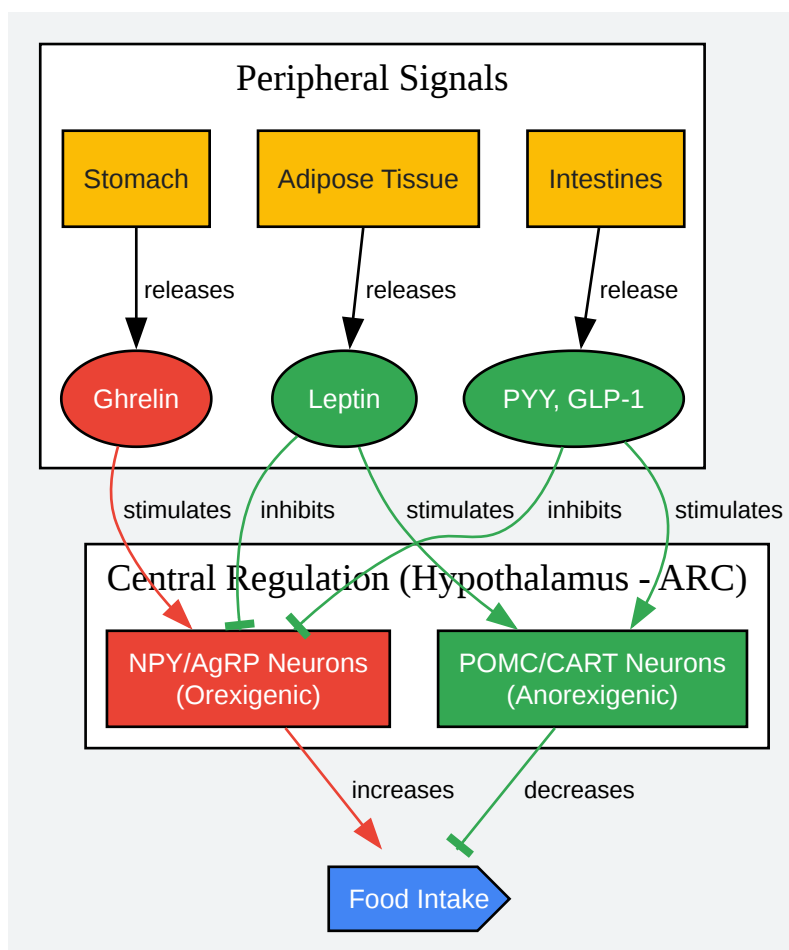 Peripheral Signals
Stomach
Adipose Tissue
Intestines
releases
releases
release
Ghrelin
Leptin
PYY, GLP-1
stimulates
inhibits
stimulates
inhibits
stimulates
Central Regulation (Hypothalamus - ARC)
NPY/AgRP Neurons
(Orexigenic)
POMC/CART Neurons
(Anorexigenic)
increases
decreases
Food Intake